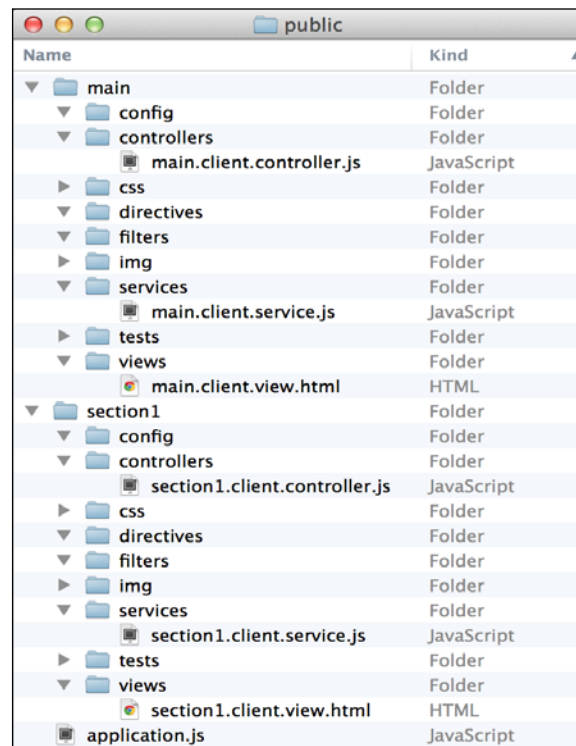 public
Name Kind
main Folder
config Folder
controllers Folder
main.client.controller.js JavaScript
css Folder
directives Folder
filters Folder
img Folder
services Folder
main.client.service.js JavaScript
tests Folder
views Folder
main.client.view.html HTML
section1 Folder
config Folder
controllers Folder
section1.client.controller.js JavaScript
css Folder
directives Folder
filters Folder
img Folder
services Folder
section1.client.service.js JavaScript
tests Folder
views Folder
section1.client.view.html HTML
application.js JavaScript